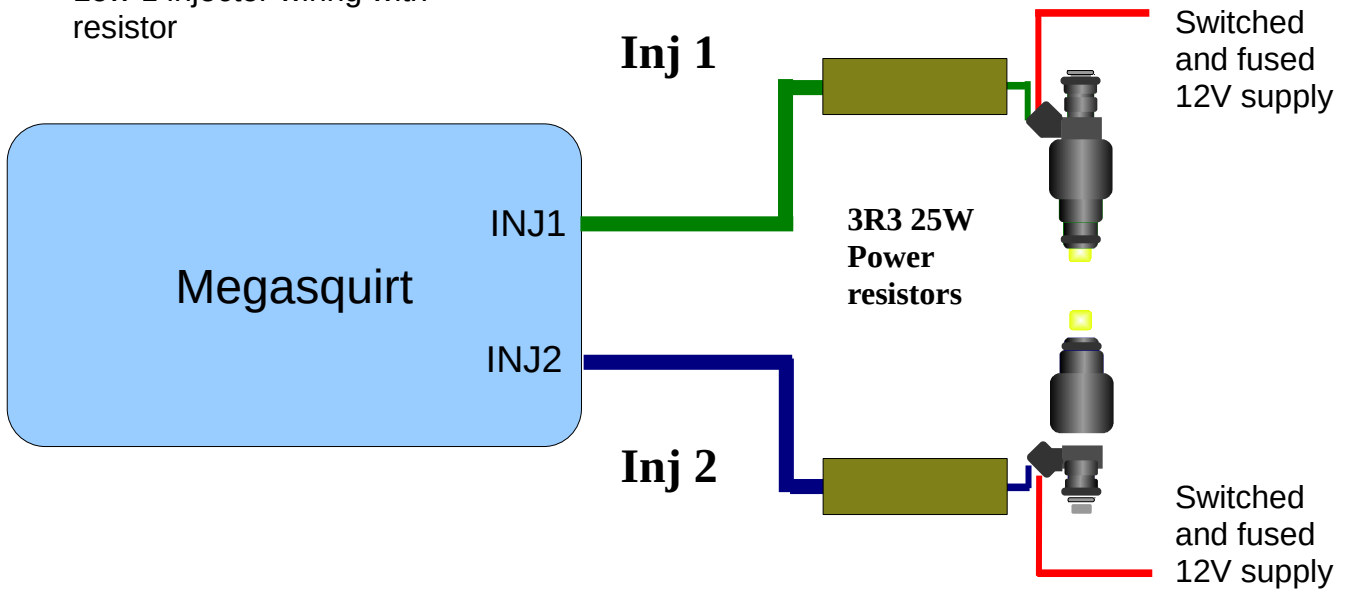 resistor
Inj 1
Switched
and fused
12V supply
INJ1
3R3 25W
Power
resistors
Megasquirt
INJ2
Inj 2
Switched
and fused
12V supply